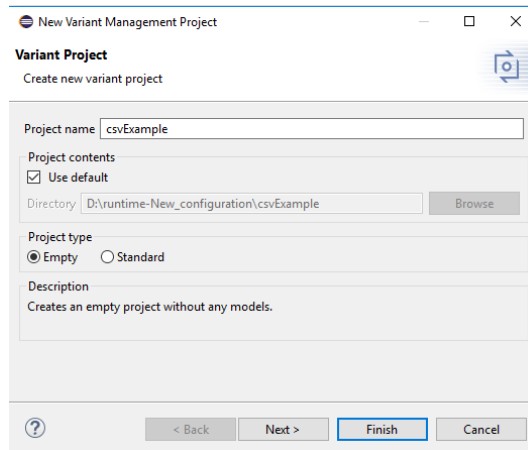 New Variant Management Project
Variant Project
Create new variant project
Project name csvExample
Project contents
Use default
Directory D:\runtime-New_configuration\csvExample Browse
Project type
Empty Standard
Description
Creates an empty project without any models.
? < Back Next > Finish Cancel